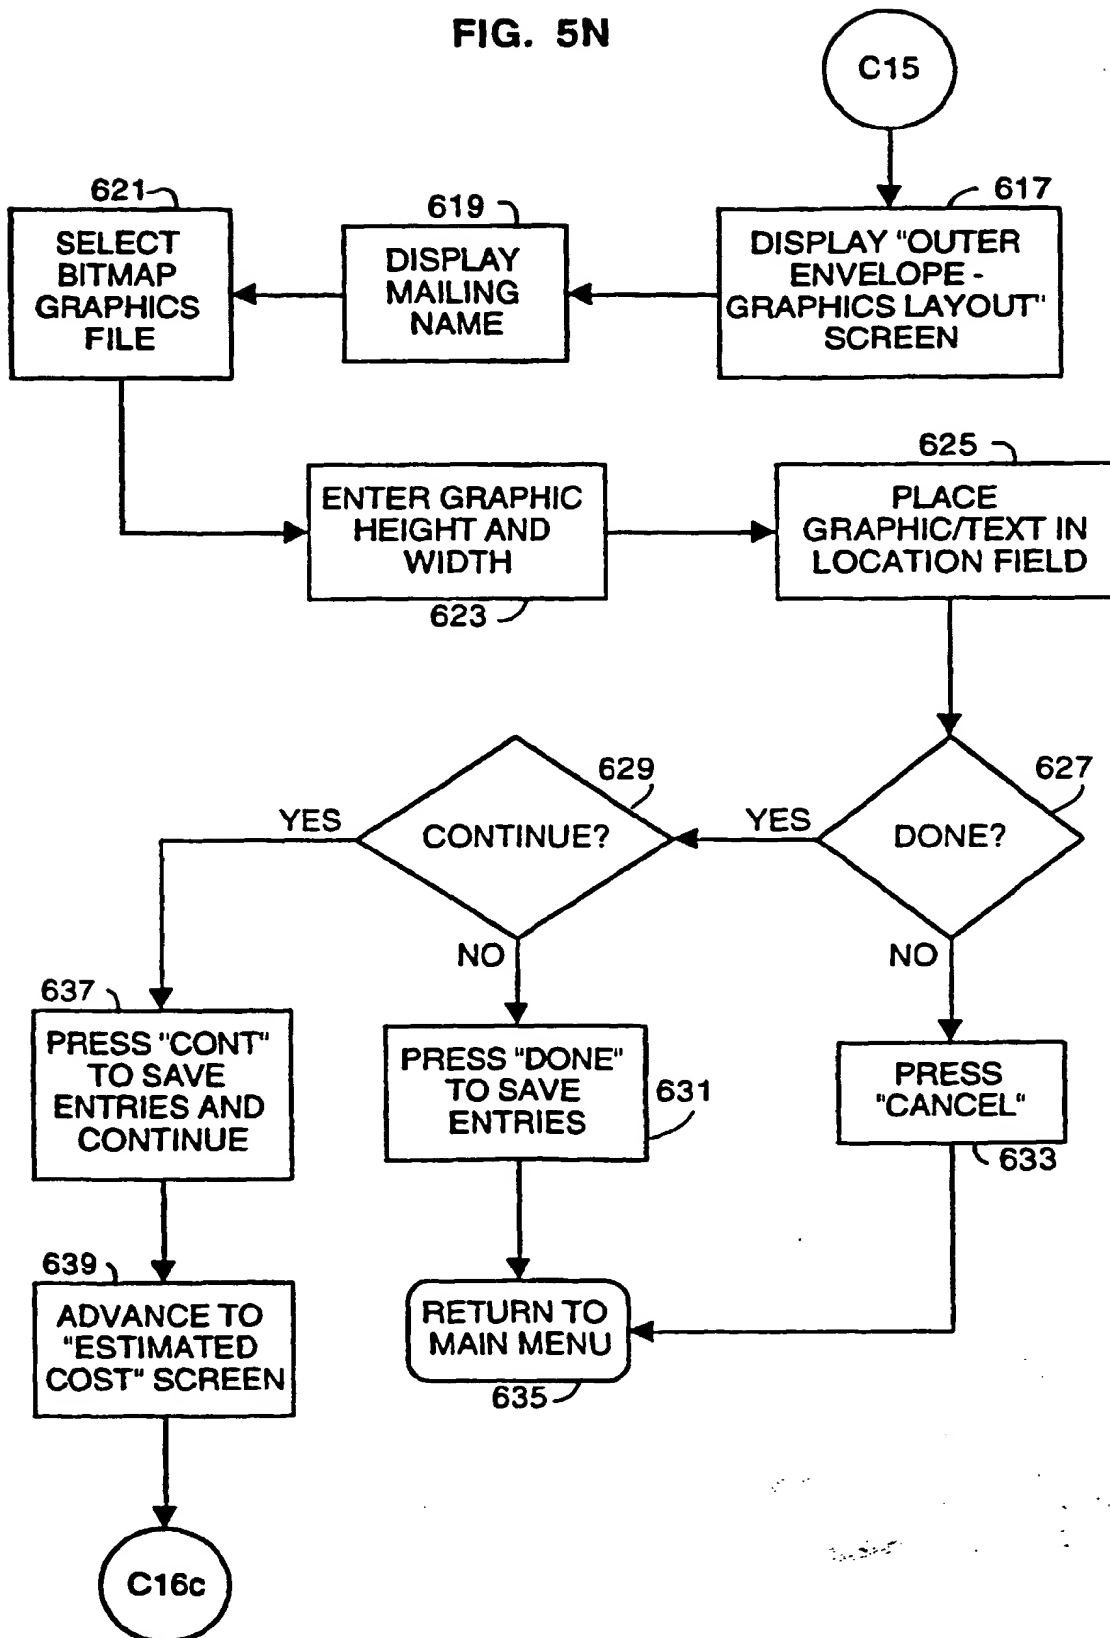 FIG. 5N
C15
617
DISPLAY "OUTER
ENVELOPE -
GRAPHICS LAYOUT"
SCREEN
619
DISPLAY
MAILING
NAME
621
SELECT
BITMAP
GRAPHICS
FILE
ENTER GRAPHIC
HEIGHT AND
WIDTH
623
625
PLACE
GRAPHIC/TEXT IN
LOCATION FIELD
627
DONE?
YES
NO
629
CONTINUE?
YES
NO
637
PRESS "CONT"
TO SAVE
ENTRIES AND
CONTINUE
PRESS "DONE"
TO SAVE
ENTRIES
631
PRESS
"CANCEL"
633
639
ADVANCE TO
"ESTIMATED
COST" SCREEN
RETURN TO
MAIN MENU
635
C16c